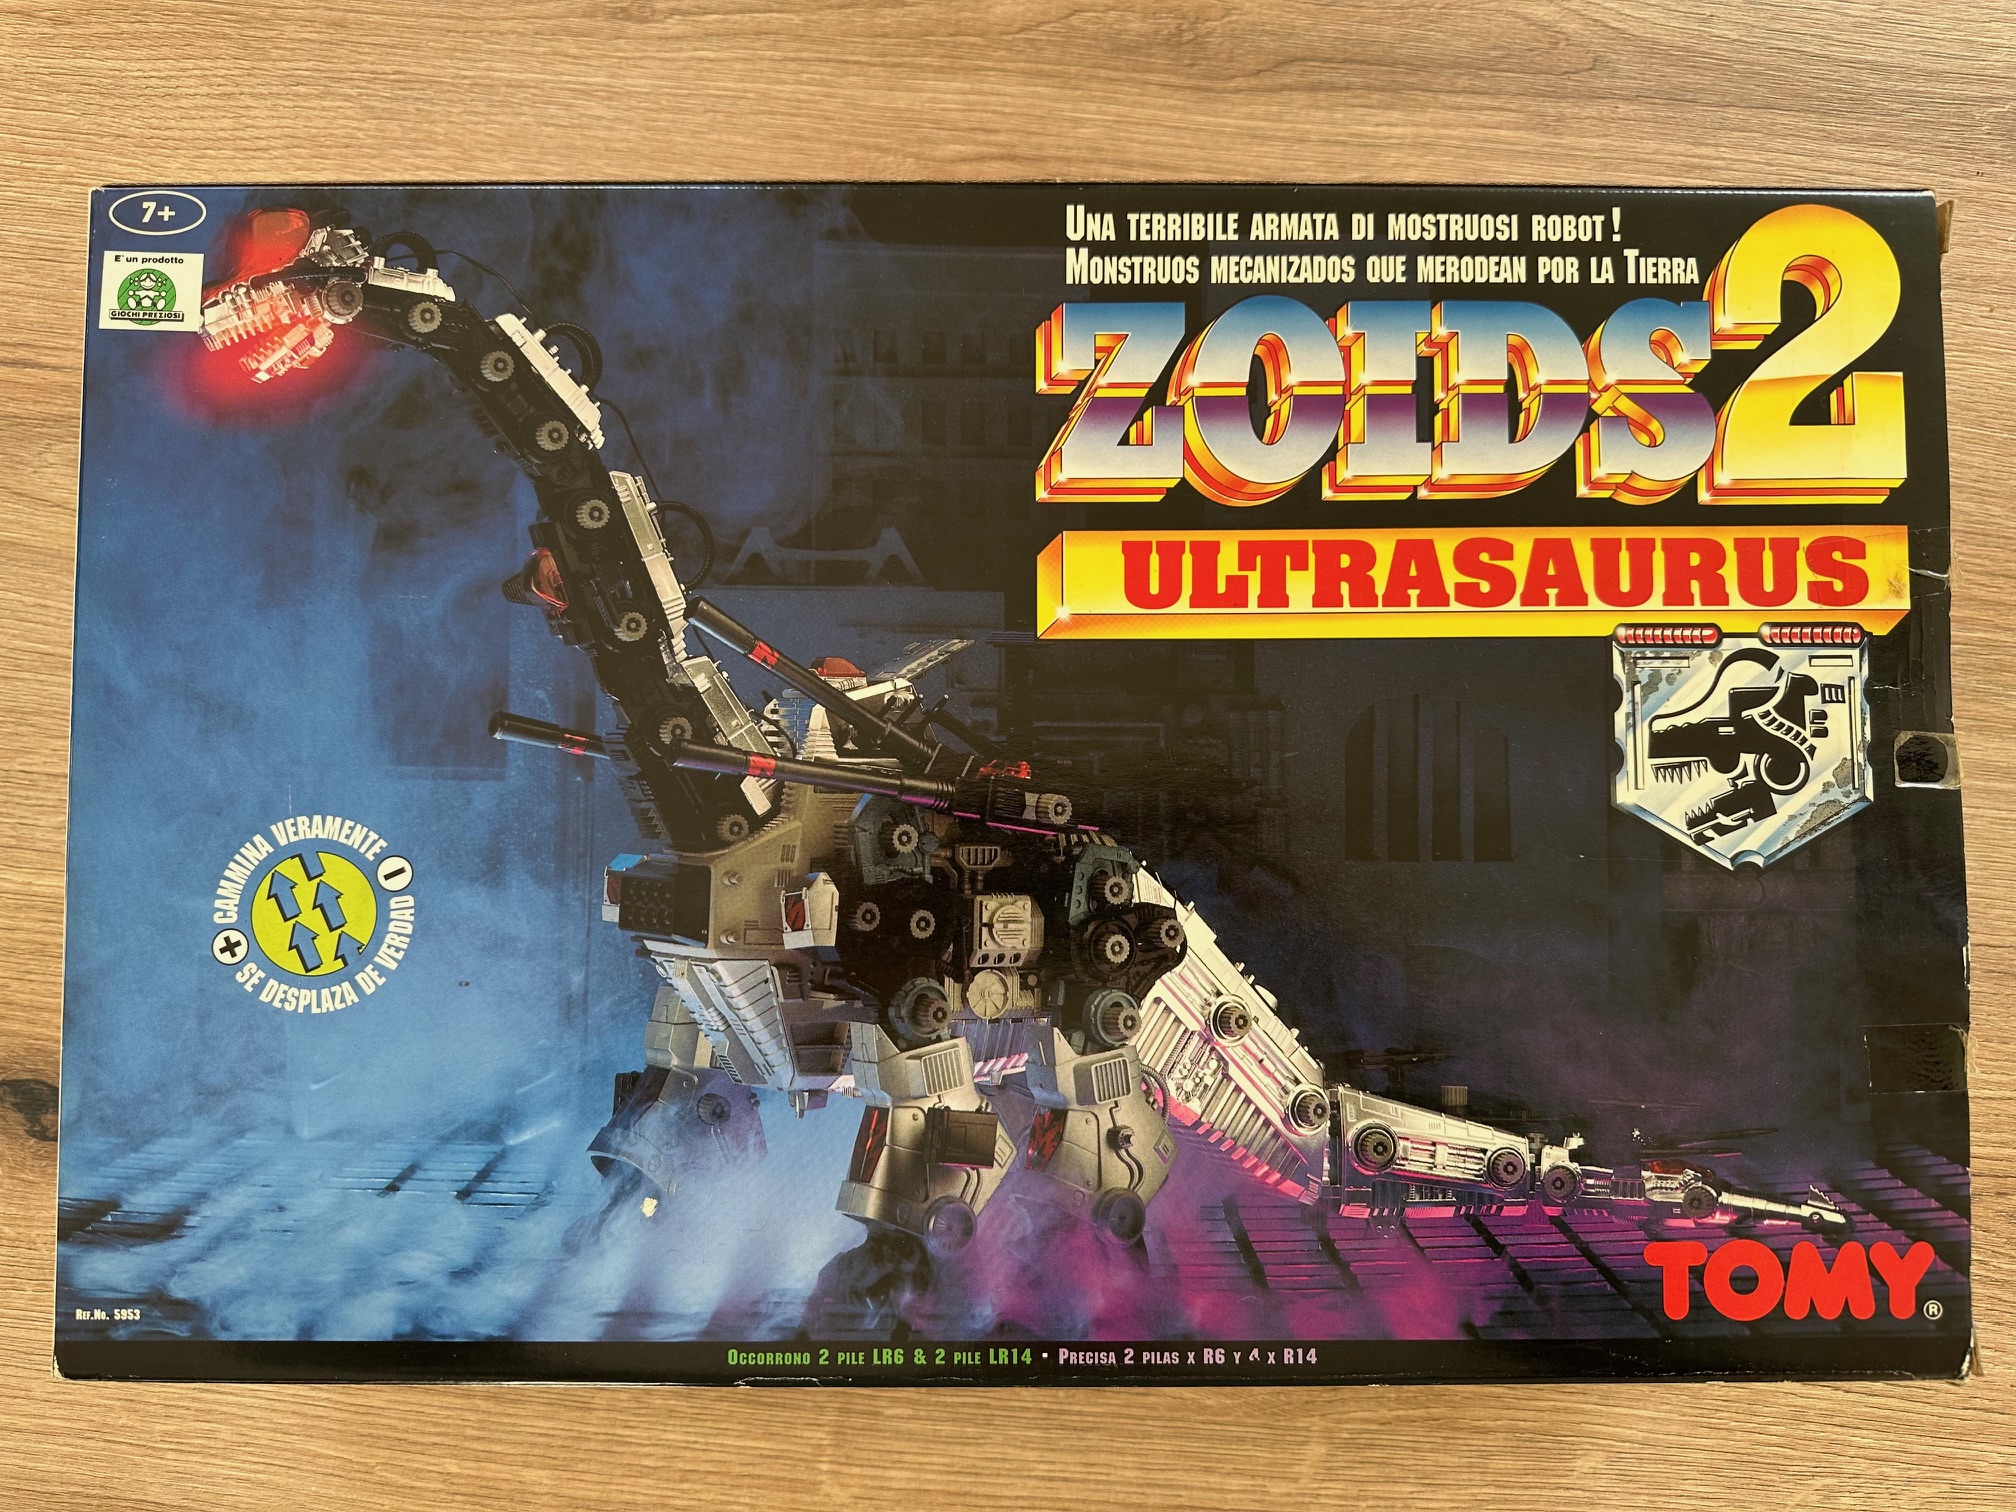 7+
E' un prodotto
GIOCHI PREZIOSI
UNA TERRIBILE ARMATA DI MOSTRUOSI ROBOT!
MONSTRUOS MECANIZADOS QUE MERODEAN POR LA TIERRA
ZOIDS2
ULTRASAURUS
CAMMINA VERAMENTE
SE DESPLAZA DE VERDAD
TOMY®
REF.NO. 5953
OCCORRONO 2 PILE LR6 & 2 PILE LR14 · PRECISA 2 PILAS X R6 Y 4 X R14